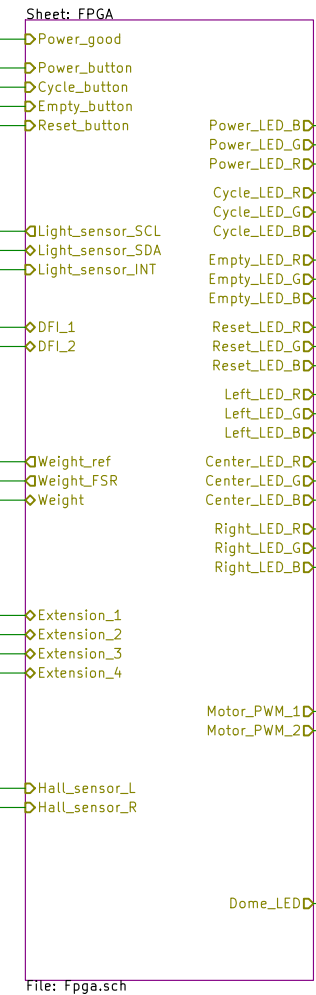 Sheet: FPGA
Power_good
Power_button
Cycle_button
Empty_button
Reset_button
Power_LED_B
Power_LED_G
Power_LED_R
Cycle_LED_R
Cycle_LED_G
Cycle_LED_B
Light_sensor_SCL
Light_sensor_SDA
Light_sensor_INT
Empty_LED_R
Empty_LED_G
Empty_LED_B
DFI_1
DFI_2
Reset_LED_R
Reset_LED_G
Reset_LED_B
Left_LED_R
Left_LED_G
Left_LED_B
Weight_ref
Weight_FSR
Weight
Center_LED_R
Center_LED_G
Center_LED_B
Right_LED_R
Right_LED_G
Right_LED_B
Extension_1
Extension_2
Extension_3
Extension_4
Motor_PWM_1
Motor_PWM_2
Hall_sensor_L
Hall_sensor_R
Dome_LED
File: Fpga.sch